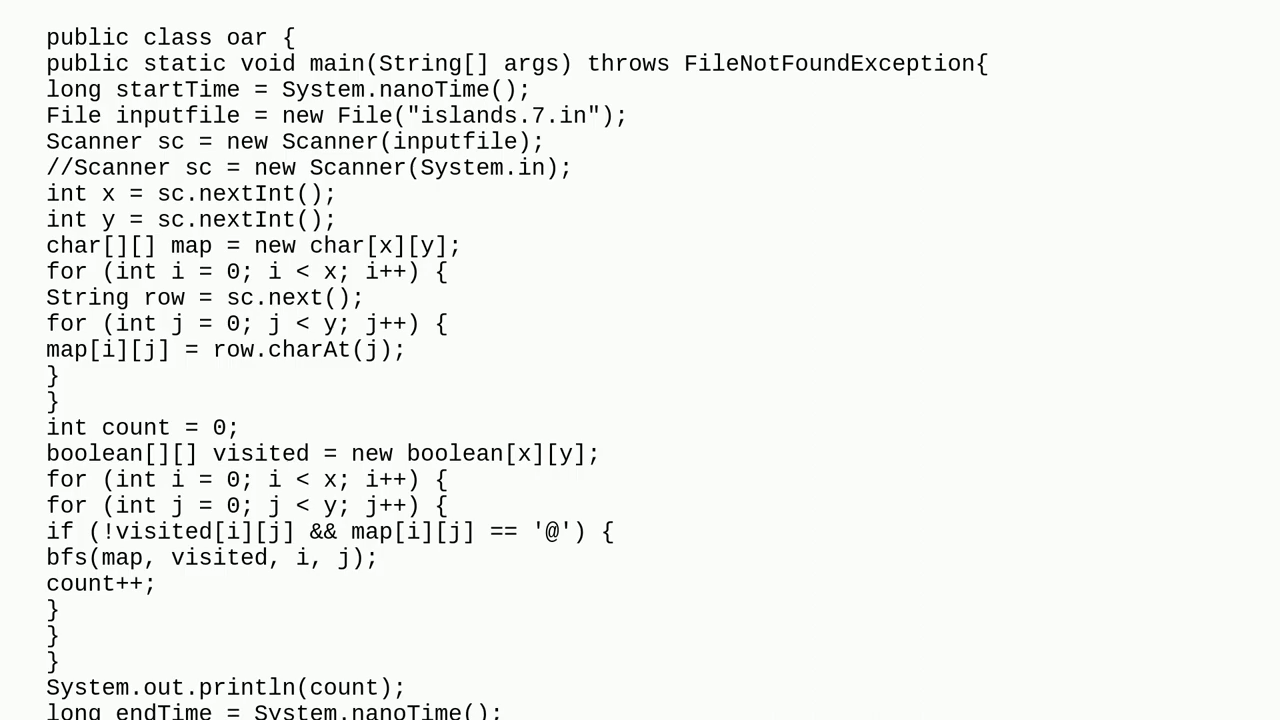 public class oar {
public static void main(String[] args) throws FileNotFoundException{
long startTime = System.nanoTime();
File inputfile = new File("islands.7.in");
Scanner sc = new Scanner(inputfile);
//Scanner sc = new Scanner(System.in);
int x = sc.nextInt();
int y = sc.nextInt();
char[][] map = new char[x][y];
for (int i = 0; i < x; i++) {
String row = sc.next();
for (int j = 0; j < y; j++) {
map[i][j] = row.charAt(j);
}
}
int count = 0;
boolean[][] visited = new boolean[x][y];
for (int i = 0; i < x; i++) {
for (int j = 0; j < y; j++) {
if (!visited[i][j] && map[i][j] == '@') {
bfs(map, visited, i, j);
count++;
}
}
}
System.out.println(count);
long endTime = System.nanoTime();